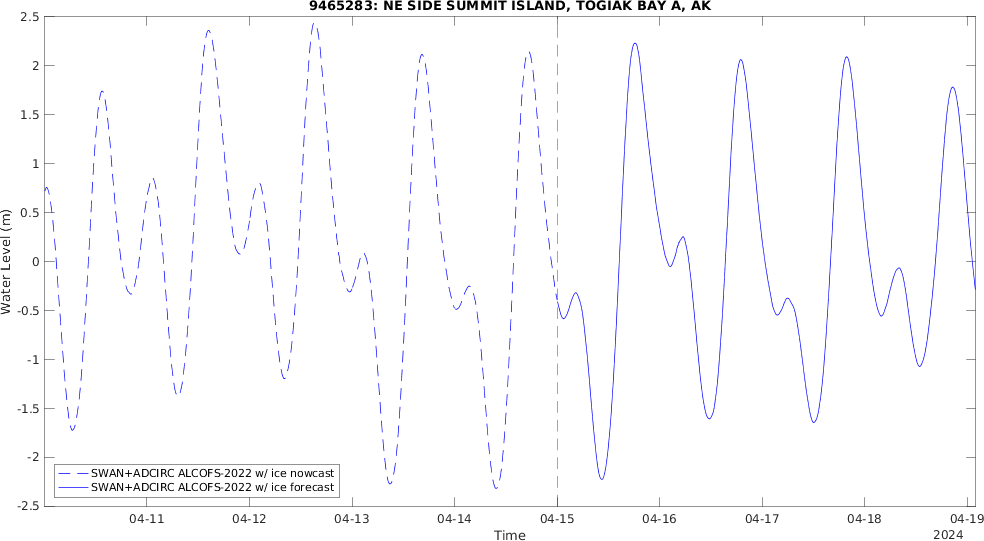 9465283: NE SIDE SUMMIT ISLAND, TOGIAK BAY A, AK
2.5
2
1.5
1
0.5
0
-0.5
-1
-1.5
-2
-2.5
Water Level (m)
SWAN+ADCIRC ALCOFS-2022 w/ ice nowcast
SWAN+ADCIRC ALCOFS-2022 w/ ice forecast
04-11 04-12 04-13 04-14 04-15 04-16 04-17 04-18 04-19
Time
2024